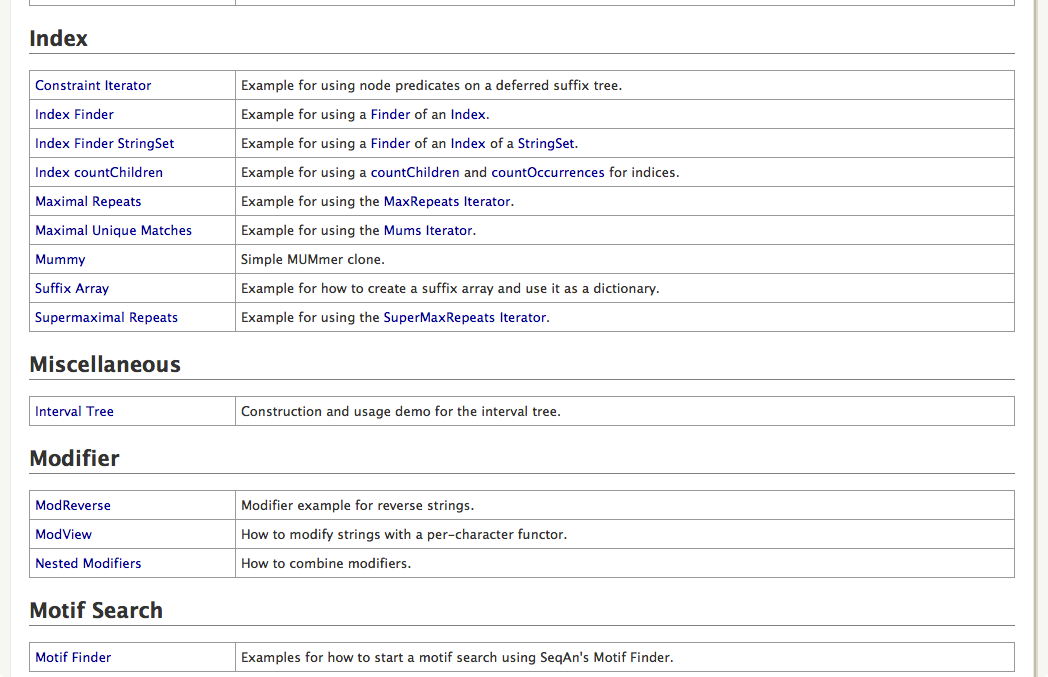 Index
Constraint Iterator Example for using node predicates on a deferred suffix tree.
Index Finder Example for using a Finder of an Index.
Index Finder StringSet Example for using a Finder of an Index of a StringSet.
Index countChildren Example for using a countChildren and countOccurrences for indices.
Maximal Repeats Example for using the MaxRepeats Iterator.
Maximal Unique Matches Example for using the Mums Iterator.
Mummy Simple MUMmer clone.
Suffix Array Example for how to create a suffix array and use it as a dictionary.
Supermaximal Repeats Example for using the SuperMaxRepeats Iterator.
Miscellaneous
Interval Tree Construction and usage demo for the interval tree.
Modifier
ModReverse Modifier example for reverse strings.
ModView How to modify strings with a per-character functor.
Nested Modifiers How to combine modifiers.
Motif Search
Motif Finder Examples for how to start a motif search using SeqAn's Motif Finder.